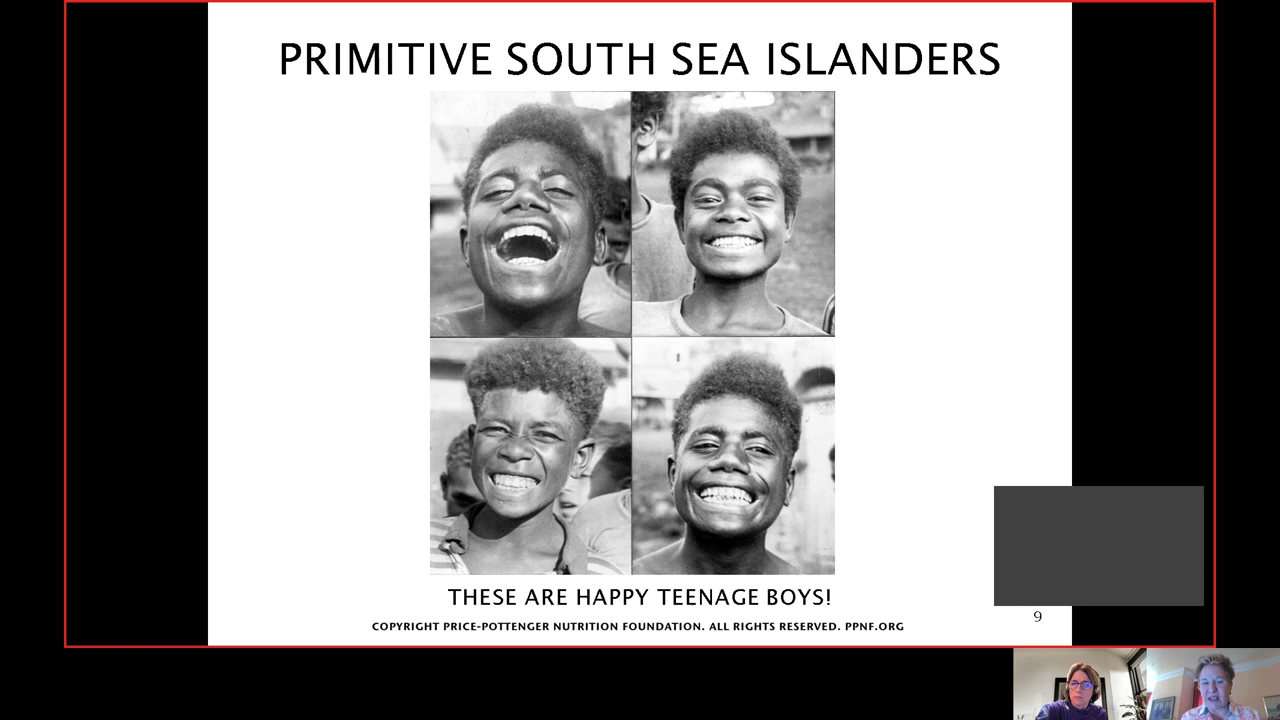 PRIMITIVE SOUTH SEA ISLANDERS
THESE ARE HAPPY TEENAGE BOYS!
COPYRIGHT PRICE-POTTENGER NUTRITION FOUNDATION. ALL RIGHTS RESERVED. PPNF.ORG
9